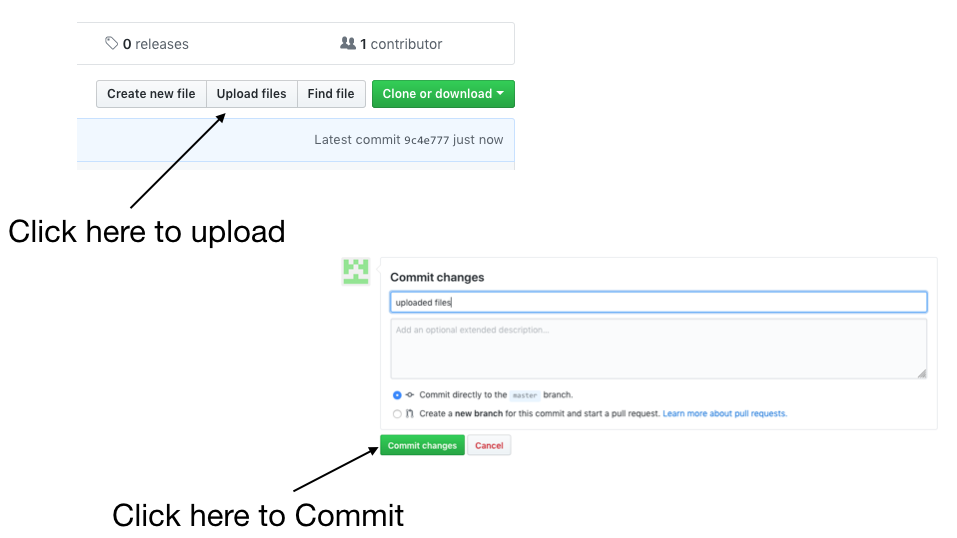 0 releases
1 contributor
Create new file
Upload files
Find file
Clone or download
Latest commit 9c4e777 just now
Click here to upload
Commit changes
uploaded files
Add an optional extended description...
Commit directly to the master branch.
Create a new branch for this commit and start a pull request. Learn more about pull requests.
Commit changes
Cancel
Click here to Commit